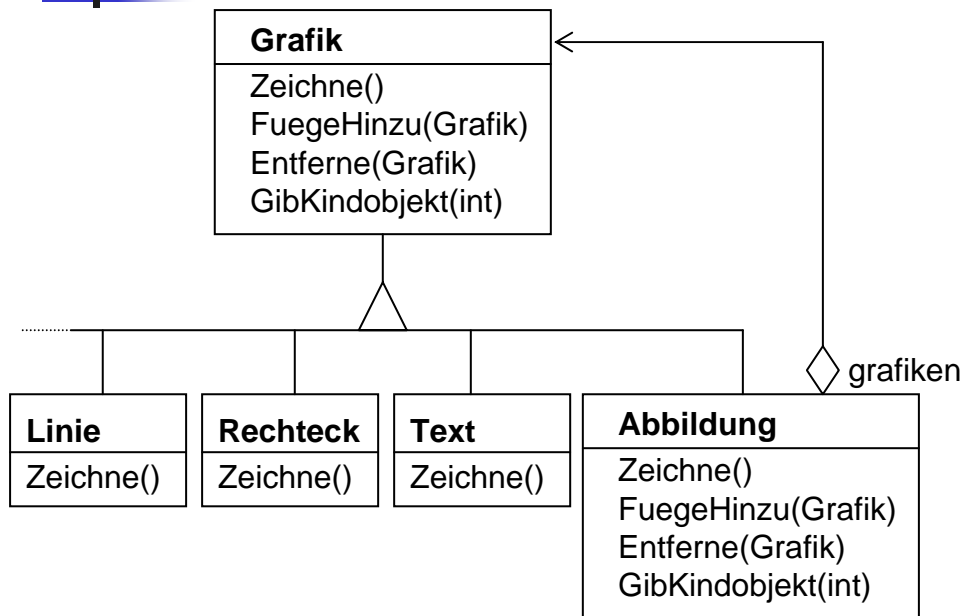 Grafik
Zeichne()
FuegeHinzu(Grafik)
Entferne(Grafik)
GibKindobjekt(int)
grafiken
Linie
Zeichne()
Rechteck
Zeichne()
Text
Zeichne()
Abbildung
Zeichne()
FuegeHinzu(Grafik)
Entferne(Grafik)
GibKindobjekt(int)